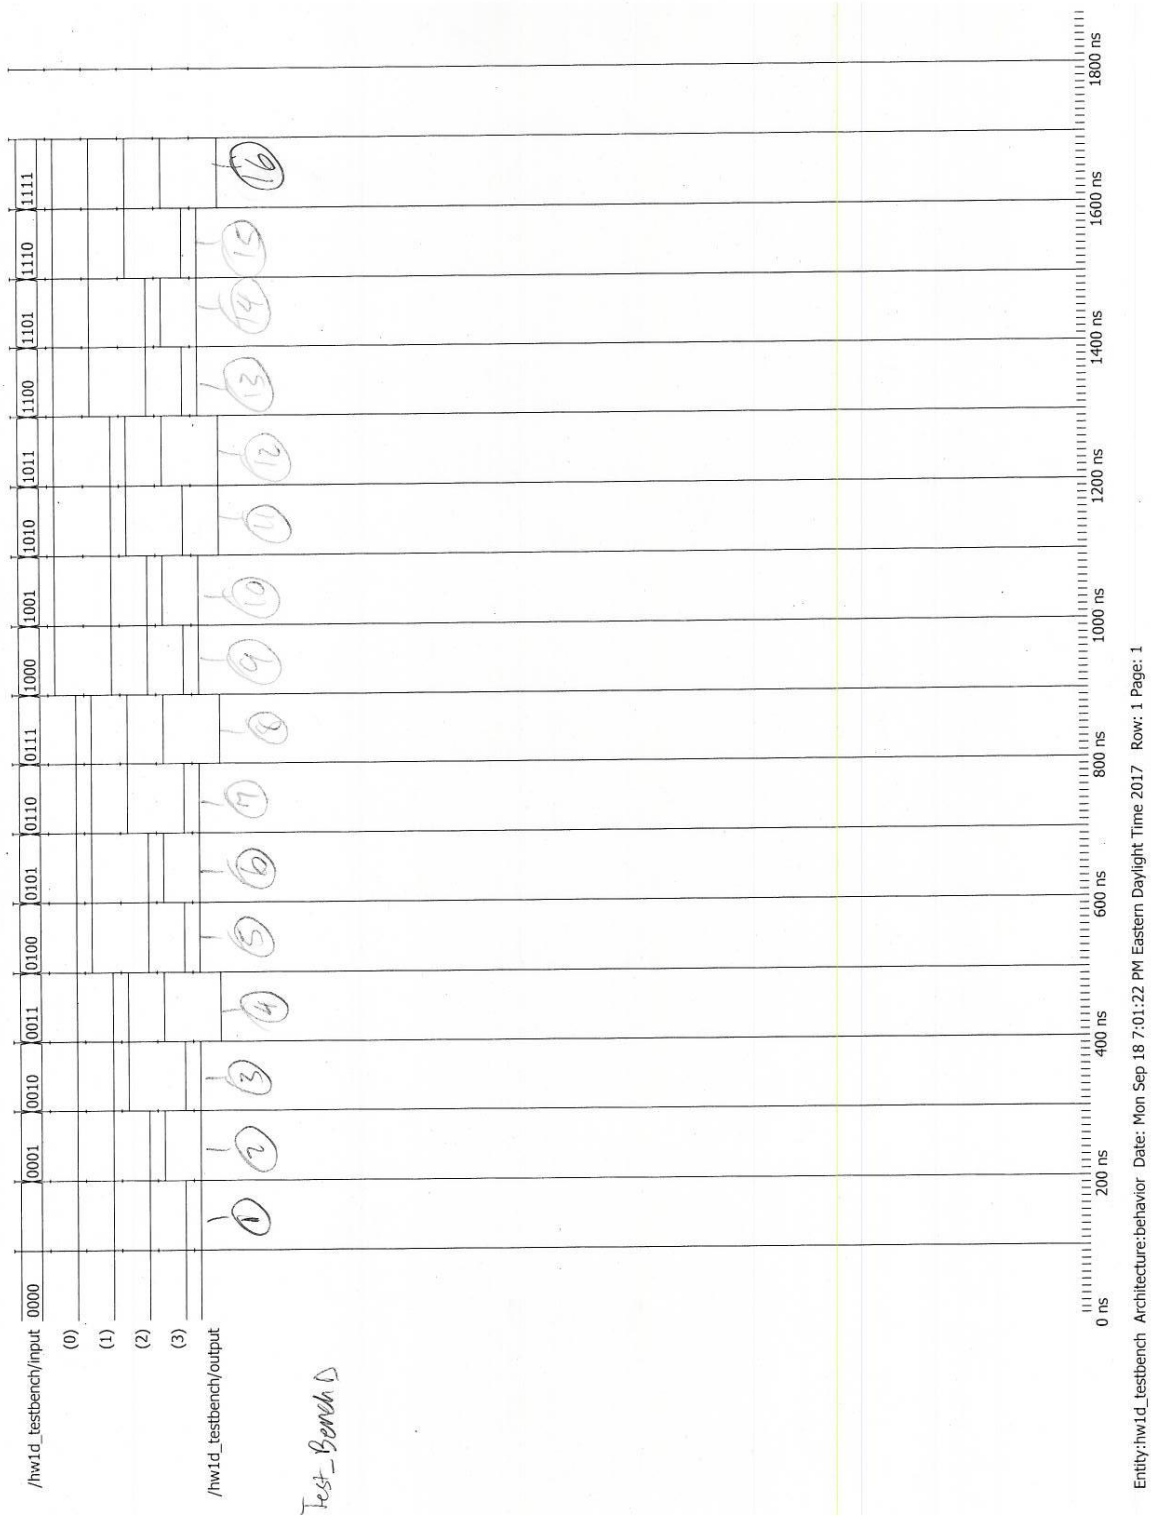 /hw1d_testbench/input 0000 0001 0010 0011 0100 0101 0110 0111 1000 1001 1010 1011 1100 1101 1110 1111
(0)
(1)
(2)
(3)
/hw1d_testbench/output
1 2 3 4 5 6 7 8 9 10 11 12 13 14 15 16
Test_Bench D
0 ns 200 ns 400 ns 600 ns 800 ns 1000 ns 1200 ns 1400 ns 1600 ns 1800 ns
Entity:hw1d_testbench Architecture:behavior Date: Mon Sep 18 7:01:22 PM Eastern Daylight Time 2017 Row: 1 Page: 1